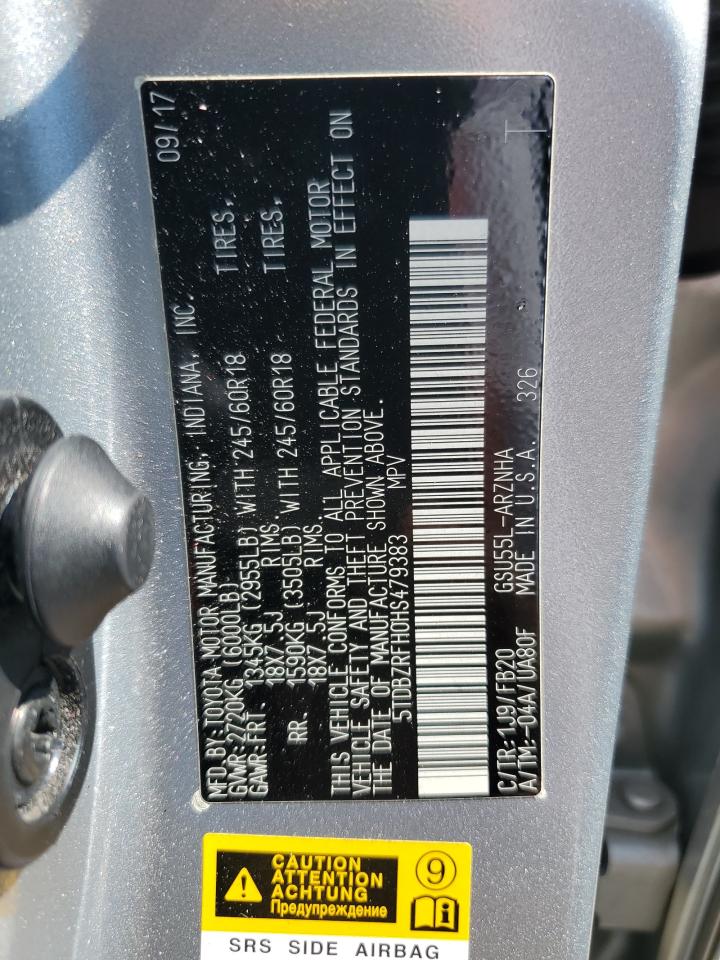 MFD.BY:TOYOTA MOTOR MANUFACTURING, INDIANA, INC. 09/17
GVWR:2720KG(6000LB)
GAWR:FRT. 1345KG (2955LB) WITH 245/60R18 TIRES,
18X7.5J RIMS.
RR. 1590KG (3505LB) WITH 245/60R18 TIRES,
18X7.5J RIMS.
THIS VEHICLE CONFORMS TO ALL APPLICABLE FEDERAL MOTOR
VEHICLE SAFETY AND THEFT PREVENTION STANDARDS IN EFFECT ON
THE DATE OF MANUFACTURE SHOWN ABOVE.
5TDBZRFH0HS479383 MPV
C/TR:1J9/FB20 GSU55L-ARZNHA
A/TM:-04A/UA80F MADE IN U.S.A. 326
CAUTION
ATTENTION
ACHTUNG
Предупреждение
9
i
SRS SIDE AIRBAG